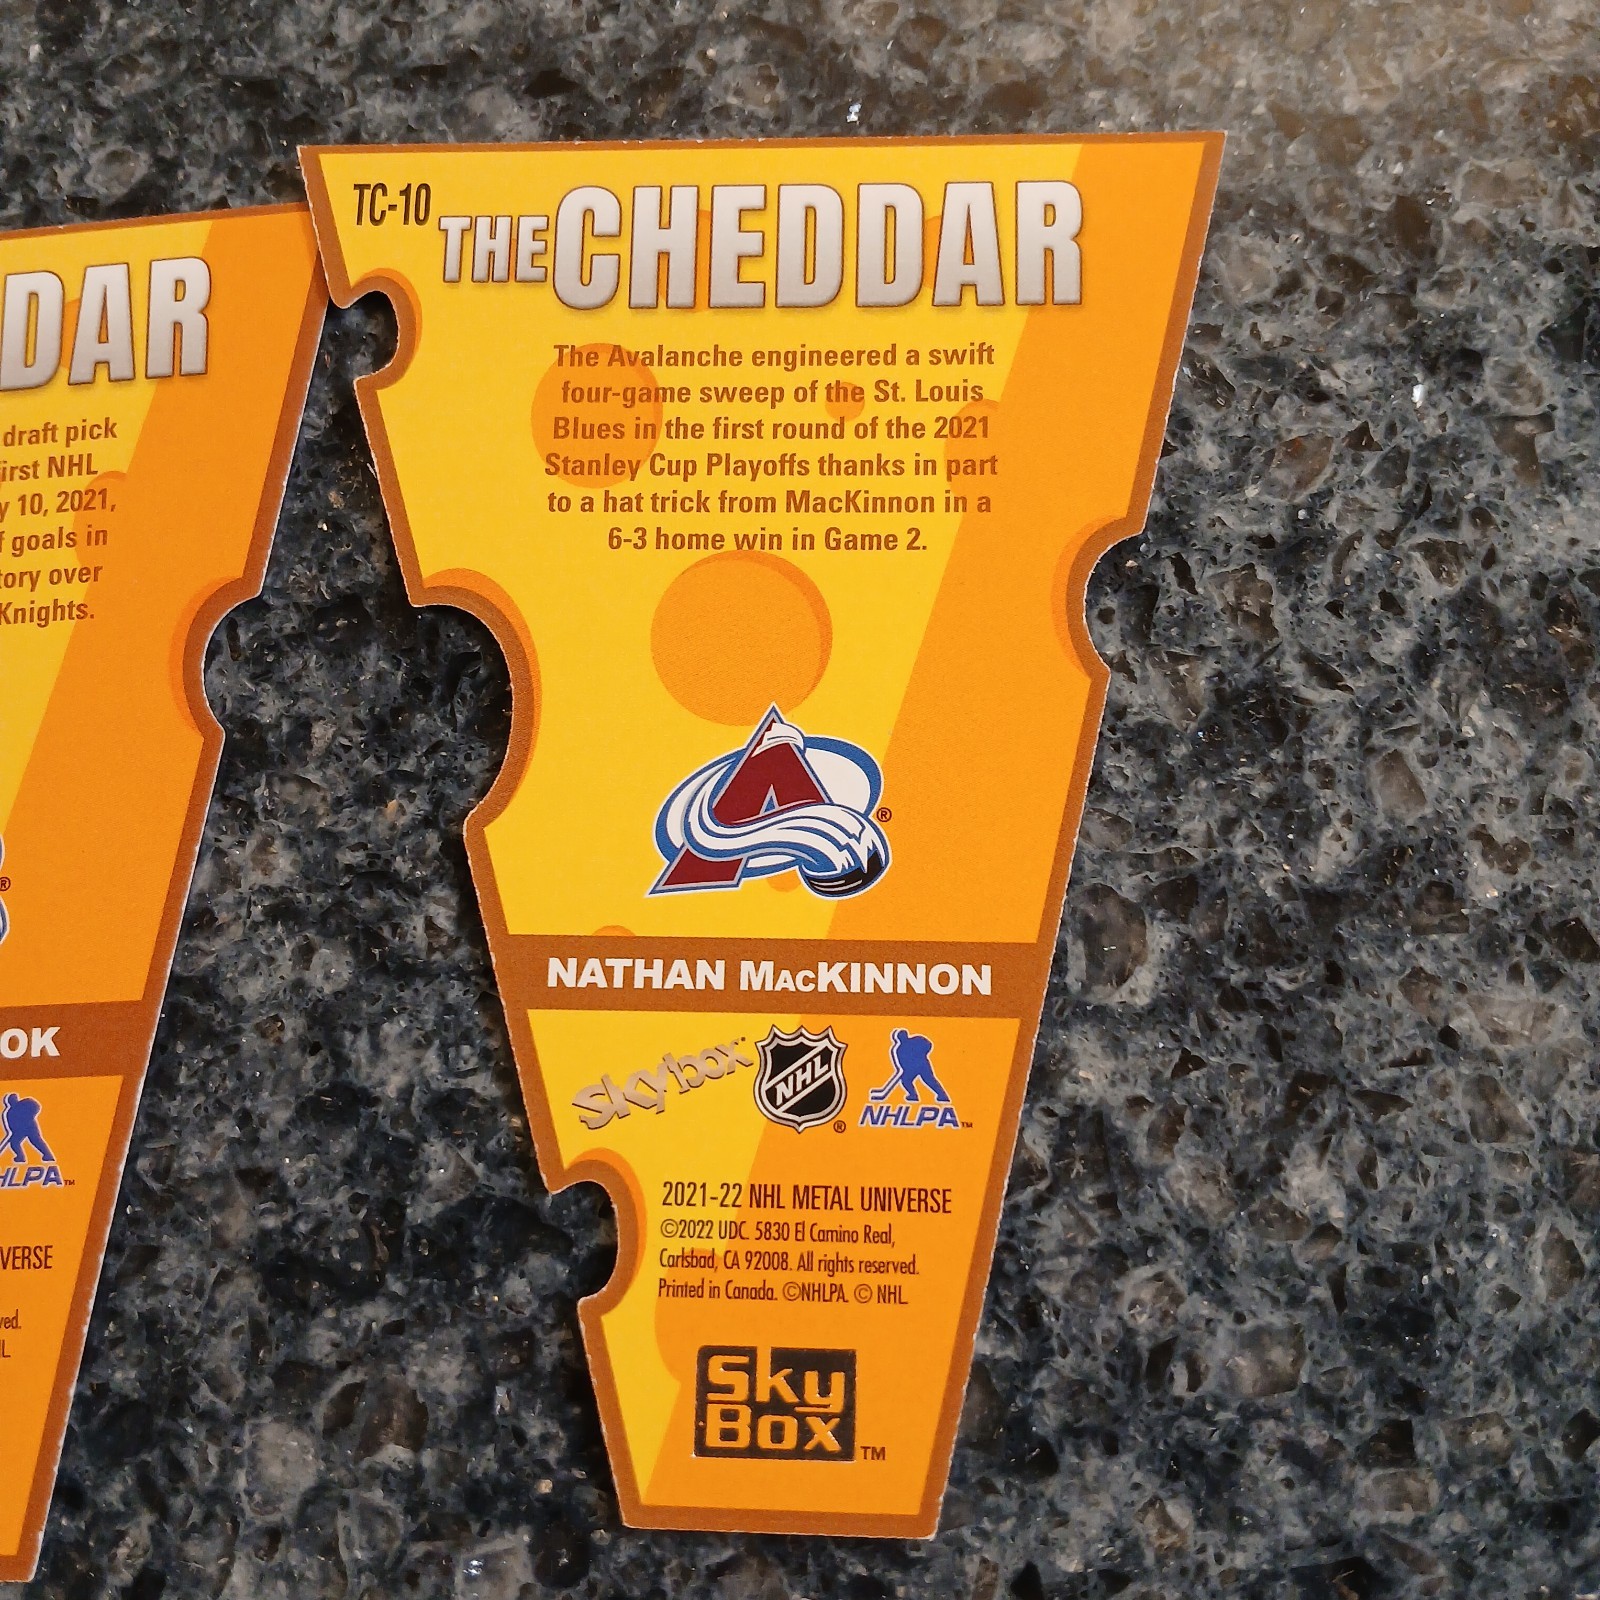 DAR
draft pick
first NHL
y 10, 2021,
f goals in
tory over
Knights.
®
OK
HLPA™
VERSE
ved.
L
TC-10
THE CHEDDAR
The Avalanche engineered a swift
four-game sweep of the St. Louis
Blues in the first round of the 2021
Stanley Cup Playoffs thanks in part
to a hat trick from MacKinnon in a
6-3 home win in Game 2.
A ®
NATHAN MacKINNON
skybox™ NHL ® NHLPA™
2021-22 NHL METAL UNIVERSE
©2022 UDC. 5830 El Camino Real,
Carlsbad, CA 92008. All rights reserved.
Printed in Canada. ©NHLPA. © NHL.
Sky
Box ™